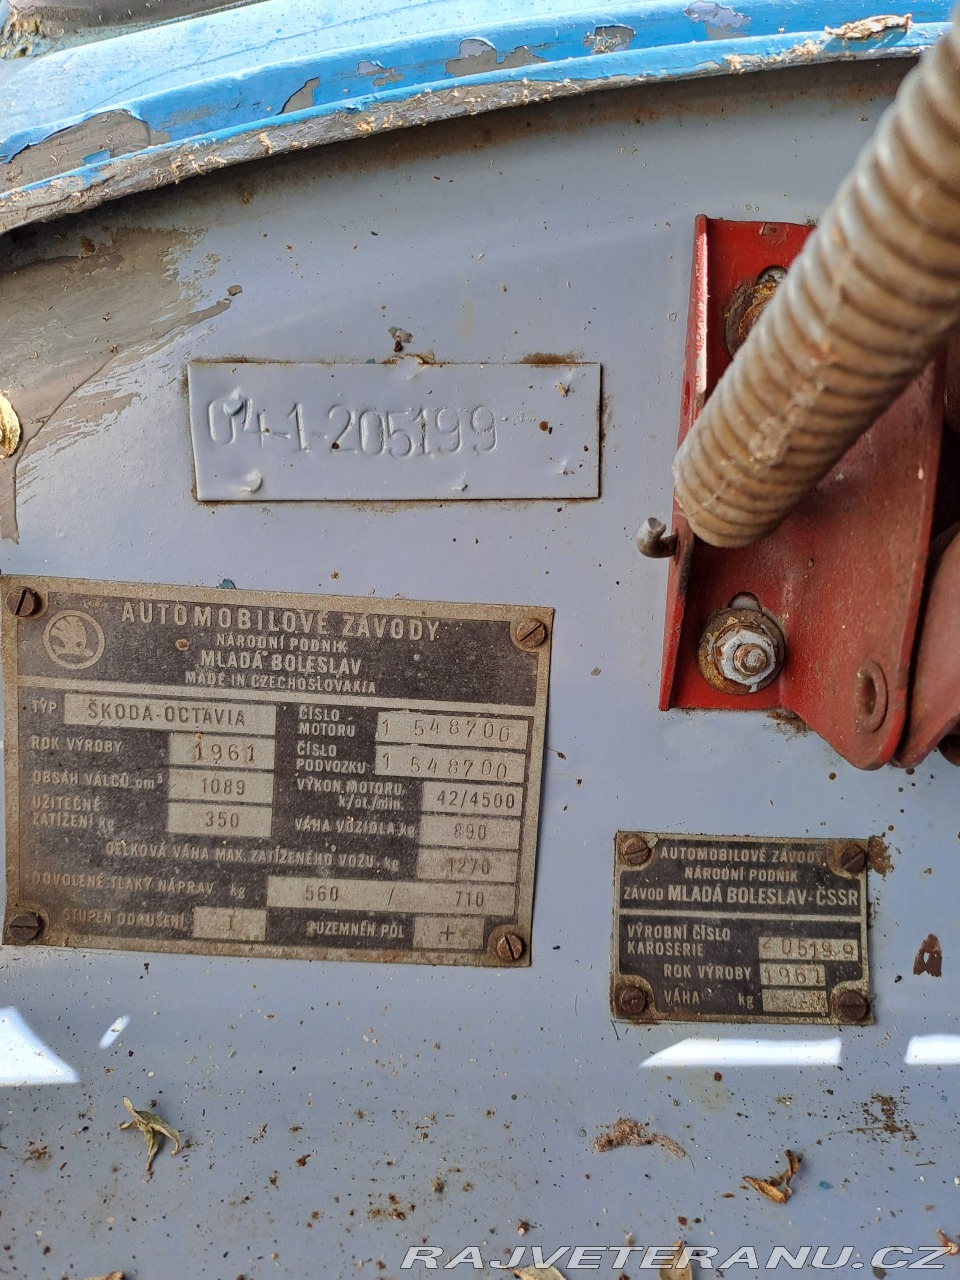 04-1-205199
AUTOMOBILOVÉ ZÁVODY
NÁRODNÍ PODNIK
MLADÁ BOLESLAV
MADE IN CZECHOSLOVAKIA
TYP ŠKODA-OCTAVIA
ČÍSLO MOTORU 1 548700
ROK VÝROBY 1961
ČÍSLO PODVOZKU 1 548700
OBSAH VÁLCŮ cm³ 1089
VÝKON MOTORU k/ot./min. 42/4500
UŽITEČNÉ ZATÍŽENÍ kg 350
VÁHA VOZIDLA kg 890
CELKOVÁ VÁHA MAX. ZATÍŽENÉHO VOZU kg 1270
DOVOLENÉ TLAKY NÁPRAV kg 560 / 710
STUPEŇ ODRUŠENÍ 1
UZEMNĚN PÓL +
AUTOMOBILOVÉ ZÁVODY
NÁRODNÍ PODNIK
ZÁVOD MLADÁ BOLESLAV-ČSSR
VÝROBNÍ ČÍSLO KAROSERIE 205199
ROK VÝROBY 1961
VÁHA kg
RAJVETERANU.CZ